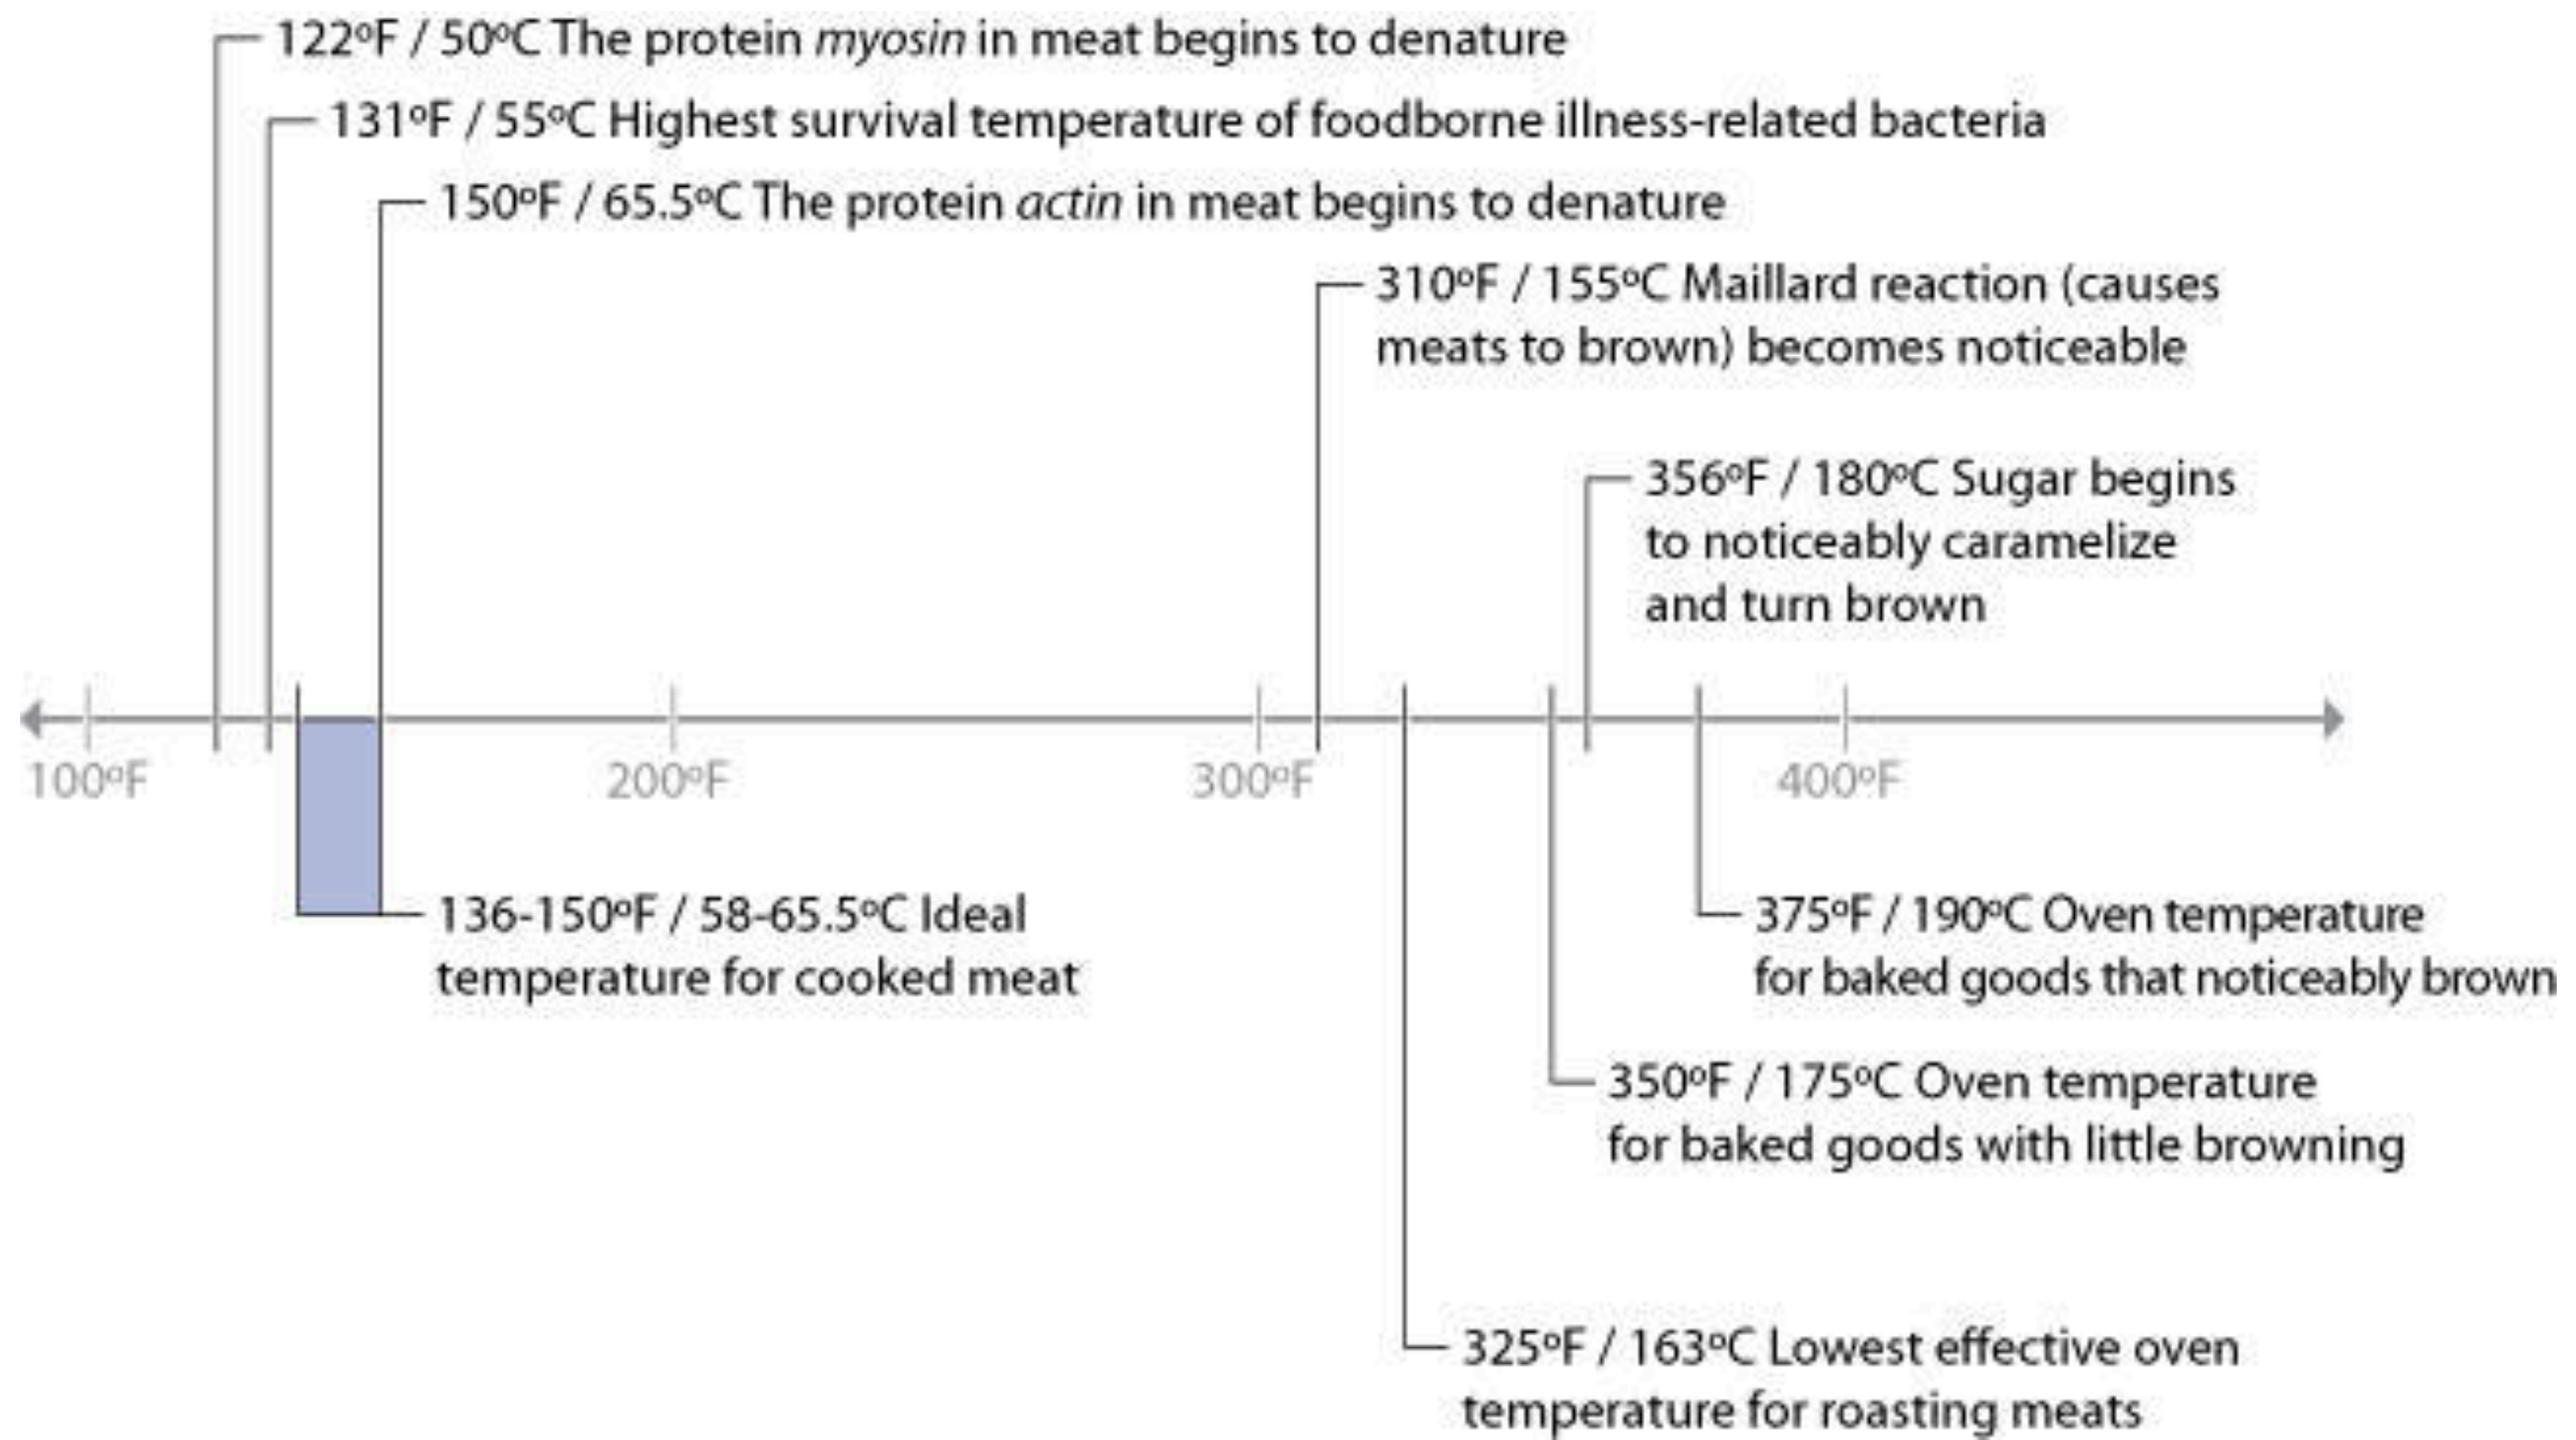 122ºF / 50ºC The protein myosin in meat begins to denature
131ºF / 55ºC Highest survival temperature of foodborne illness-related bacteria
150ºF / 65.5ºC The protein actin in meat begins to denature
310ºF / 155ºC Maillard reaction (causes
meats to brown) becomes noticeable
356ºF / 180ºC Sugar begins
to noticeably caramelize
and turn brown
100ºF
200ºF
300ºF
400ºF
136-150ºF / 58-65.5ºC Ideal
temperature for cooked meat
375ºF / 190ºC Oven temperature
for baked goods that noticeably brown
350ºF / 175ºC Oven temperature
for baked goods with little browning
325ºF / 163ºC Lowest effective oven
temperature for roasting meats